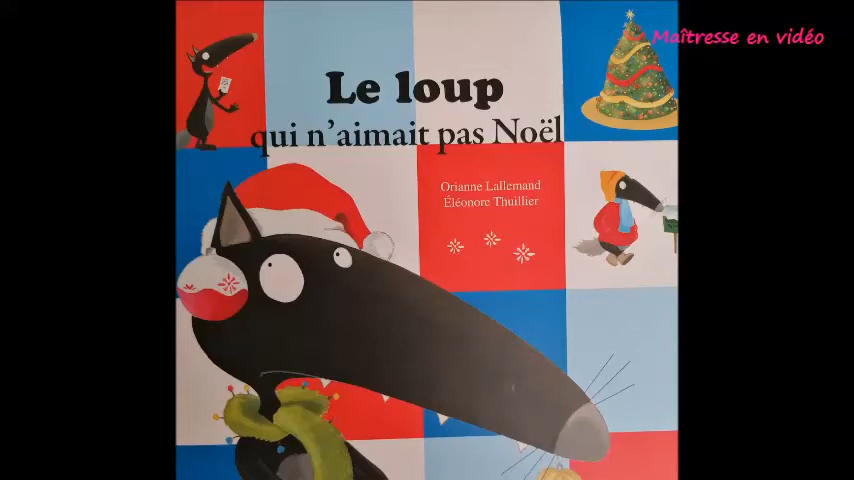 Maîtresse en vidéo
Le loup
qui n'aimait pas Noël
Orianne Lallemand
Éléonore Thuillier